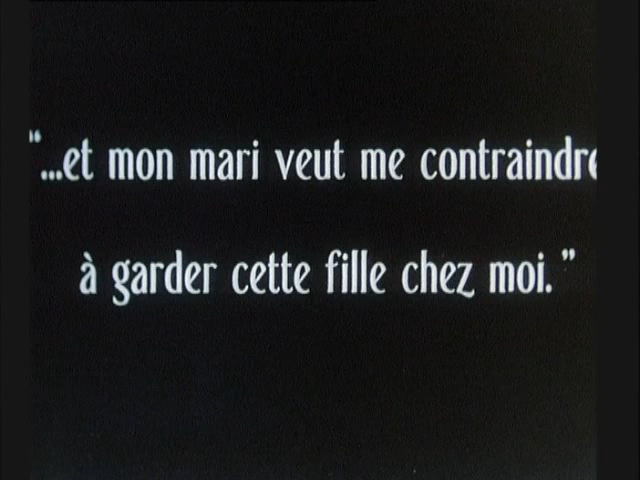 “...et mon mari veut me contraindre
à garder cette fille chez moi.”